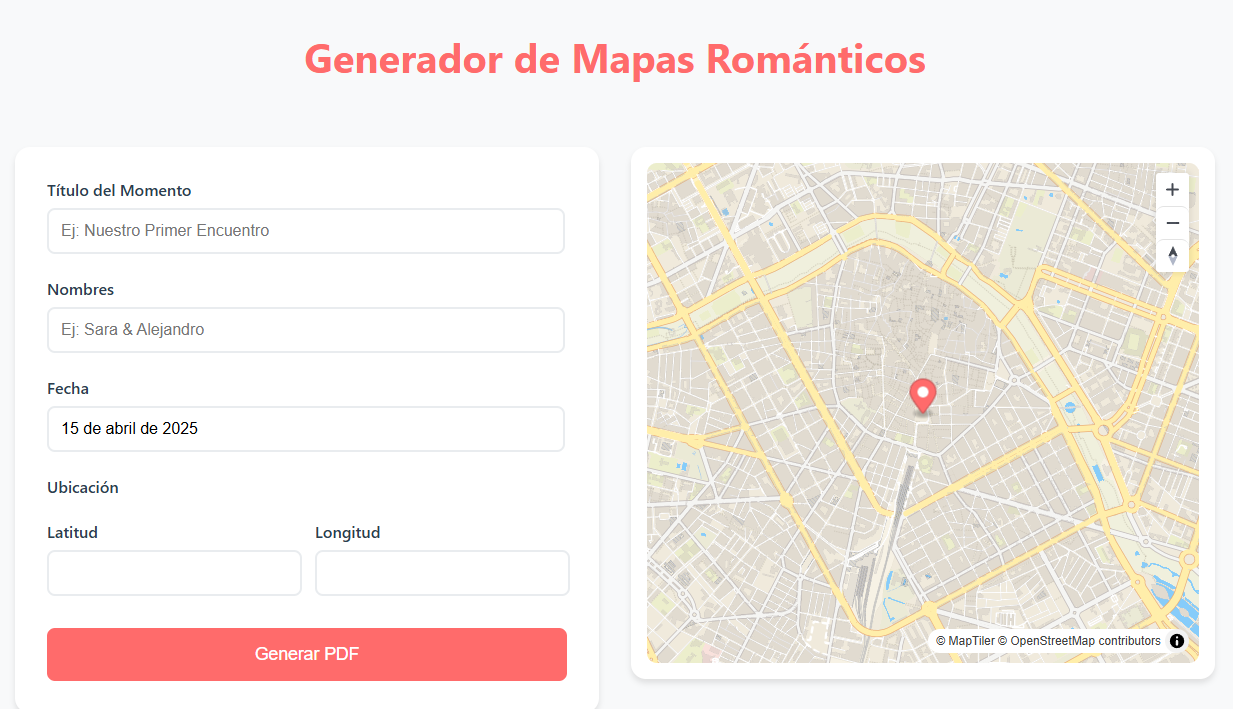 Generador de Mapas Románticos
Título del Momento
Ej: Nuestro Primer Encuentro
Nombres
Ej: Sara & Alejandro
Fecha
15 de abril de 2025
Ubicación
Latitud Longitud
Generar PDF
© MapTiler © OpenStreetMap contributors